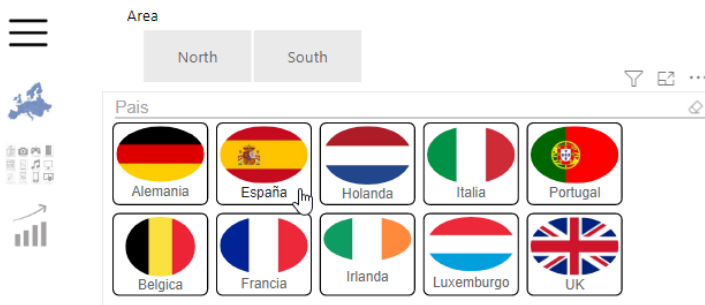 Area
North South
Pais
Alemania España Holanda Italia Portugal
Belgica Francia Irlanda Luxemburgo UK